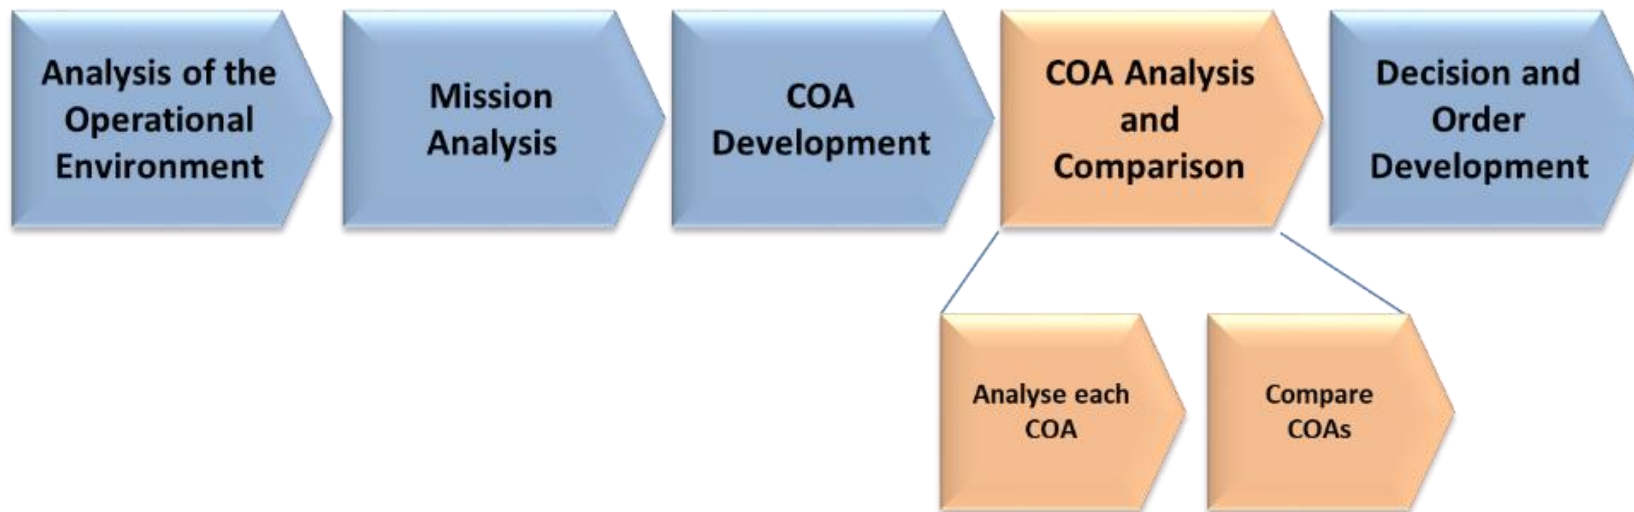 Analysis of the
Operational
Environment
Mission
Analysis
COA
Development
COA Analysis
and
Comparison
Decision and
Order
Development
Analyse each
COA
Compare
COAs